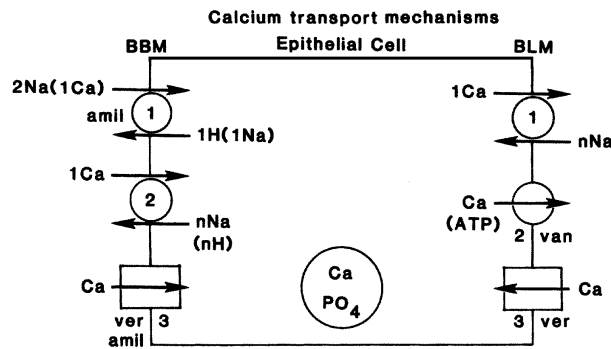 Calcium transport mechanisms
BBM Epithelial Cell BLM
2Na(1Ca)
amil 1
1H(1Na)
1Ca
2
nNa
(nH)
Ca
ver 3
amil
Ca
PO4
1Ca
1
nNa
Ca
(ATP)
2 van
Ca
3 ver